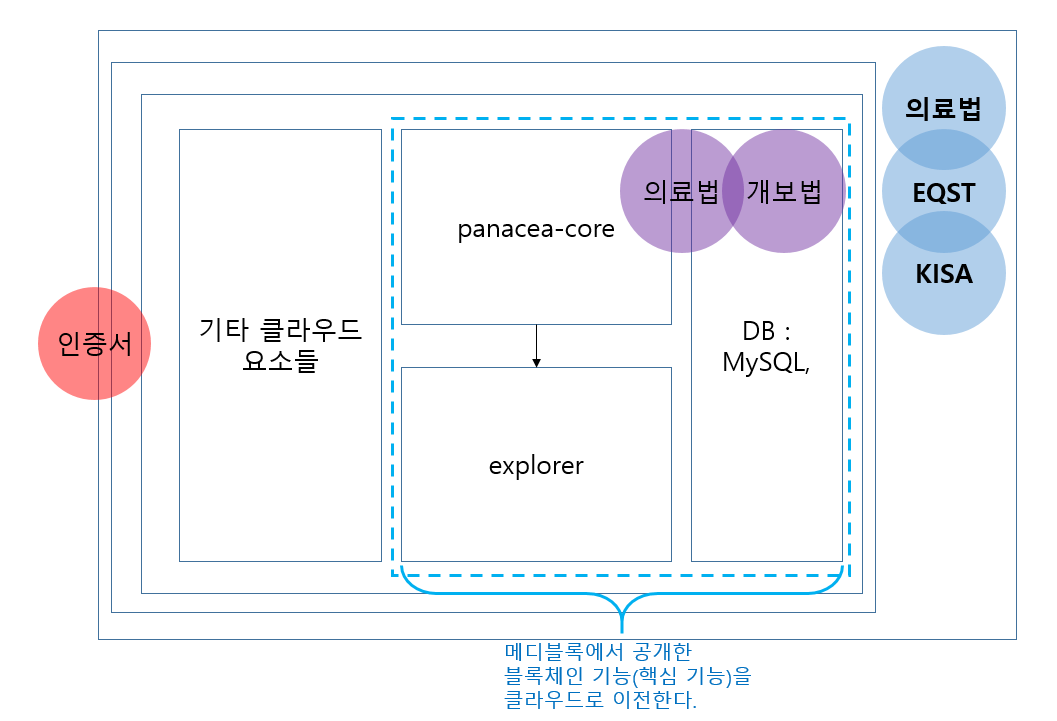 의료법
EQST
KISA
의료법
개보법
panacea-core
인증서
기타 클라우드
요소들
DB :
MySQL,
explorer
메디블록에서 공개한
블록체인 기능(핵심 기능)을
클라우드로 이전한다.